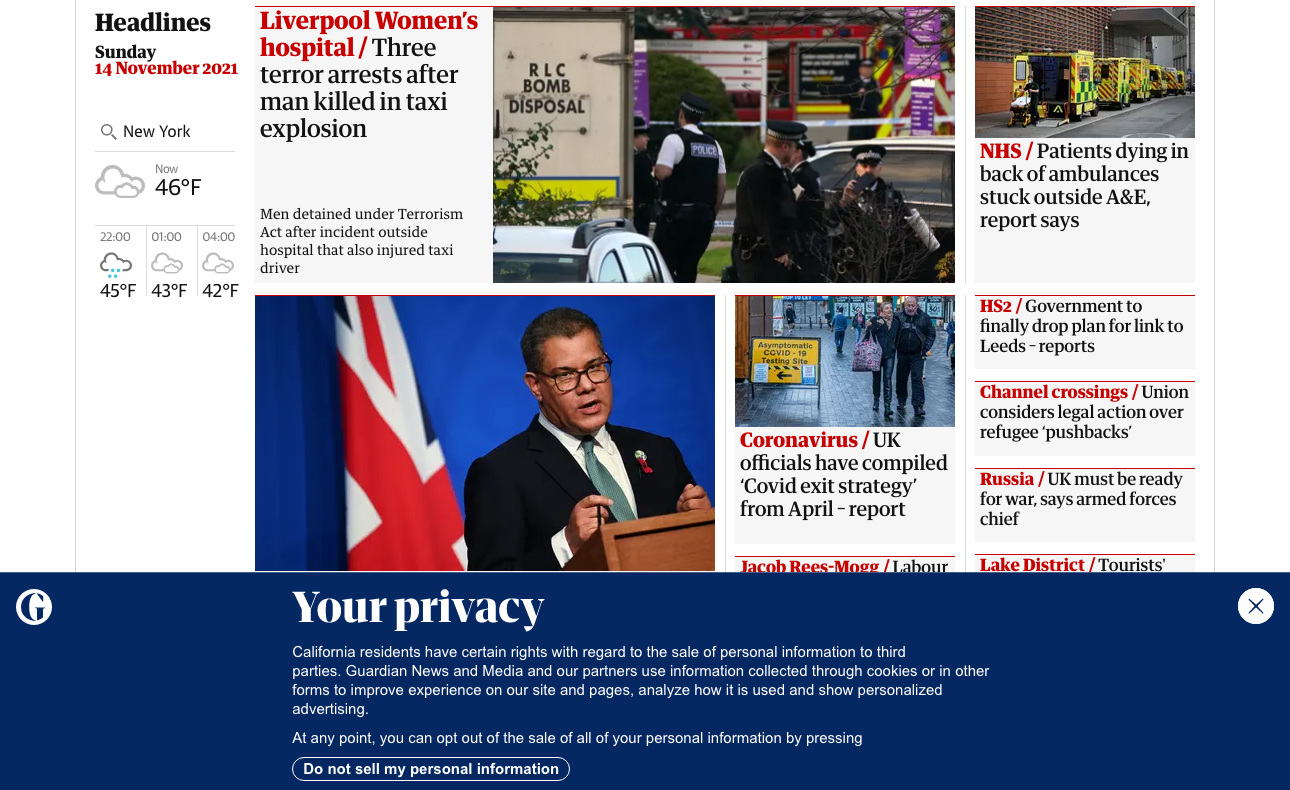 Headlines
Sunday
14 November 2021
New York
Now
46°F
22:00
01:00
04:00
45°F
43°F
42°F
Liverpool Women's
hospital / Three
terror arrests after
man killed in taxi
explosion
Men detained under Terrorism
Act after incident outside
hospital that also injured taxi
driver
RLC
BOMB
DISPOSAL
POLICE
NHS / Patients dying in
back of ambulances
stuck outside A&E,
report says
Asymptomatic
COVID - 19
Testing Site
Coronavirus / UK
officials have compiled
‘Covid exit strategy’
from April – report
Jacob Rees-Mogg / Labour
HS2 / Government to
finally drop plan for link to
Leeds – reports
Channel crossings / Union
considers legal action over
refugee ‘pushbacks’
Russia / UK must be ready
for war, says armed forces
chief
Lake District / Tourists'
Your privacy
California residents have certain rights with regard to the sale of personal information to third
parties. Guardian News and Media and our partners use information collected through cookies or in other
forms to improve experience on our site and pages, analyze how it is used and show personalized
advertising.
At any point, you can opt out of the sale of all of your personal information by pressing
Do not sell my personal information